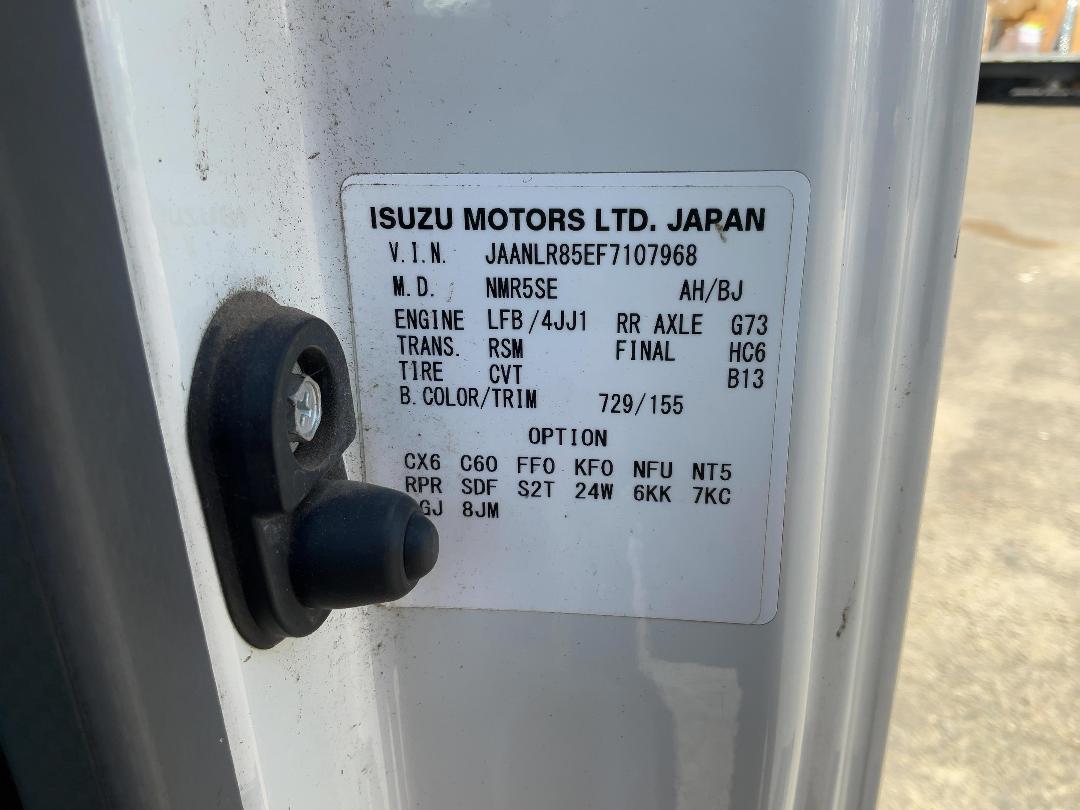 ISUZU MOTORS LTD. JAPAN
V.I.N. JAANLR85EF7107968
M.D. NMR5SE AH/BJ
ENGINE LFB/4JJ1 RR AXLE G73
TRANS. RSM FINAL HC6
TIRE CVT B13
B.COLOR/TRIM 729/155
OPTION
CX6 C60 FF0 KF0 NFU NT5
RPR SDF S2T 24W 6KK 7KC
8JM